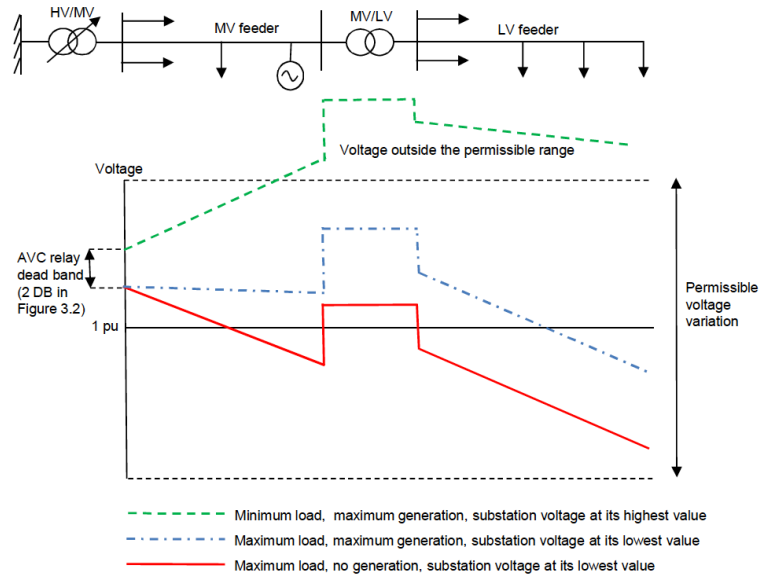 HV/MV
MV feeder
MV/LV
LV feeder
Voltage outside the permissible range
Voltage
AVC relay
dead band
(2 DB in
Figure 3.2)
1 pu
Permissible
voltage
variation
Minimum load, maximum generation, substation voltage at its highest value
Maximum load, maximum generation, substation voltage at its lowest value
Maximum load, no generation, substation voltage at its lowest value